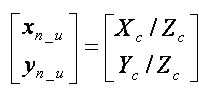 [x_{n_u}] = [X_c / Z_c]
[y_{n_u}] = [Y_c / Z_c]